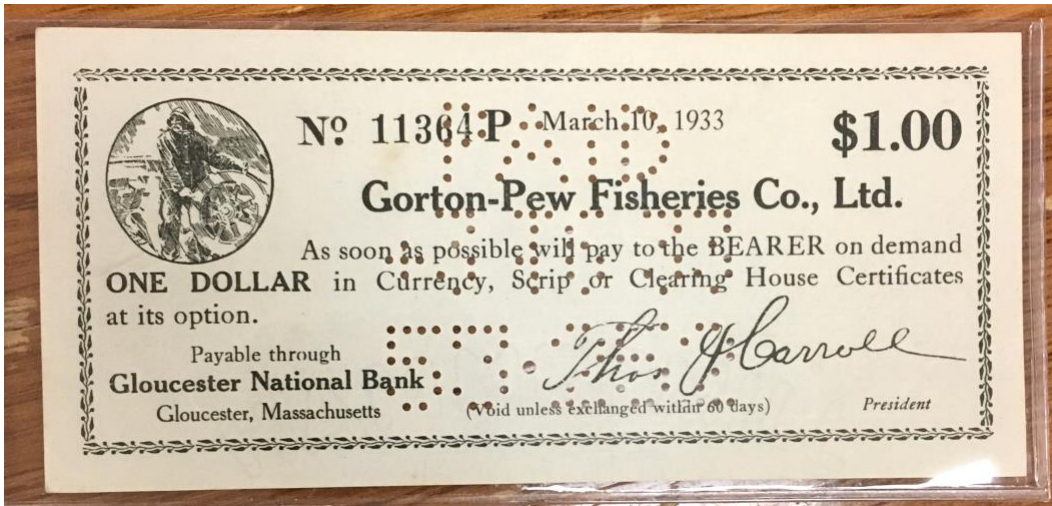 Nº 11364 P March 10, 1933 $1.00
Gorton-Pew Fisheries Co., Ltd.
As soon as possible will pay to the BEARER on demand
ONE DOLLAR in Currency, Scrip or Clearing House Certificates
at its option.
Payable through
Gloucester National Bank
Gloucester, Massachusetts
Thos J Carroll
(Void unless exchanged within 60 days) President